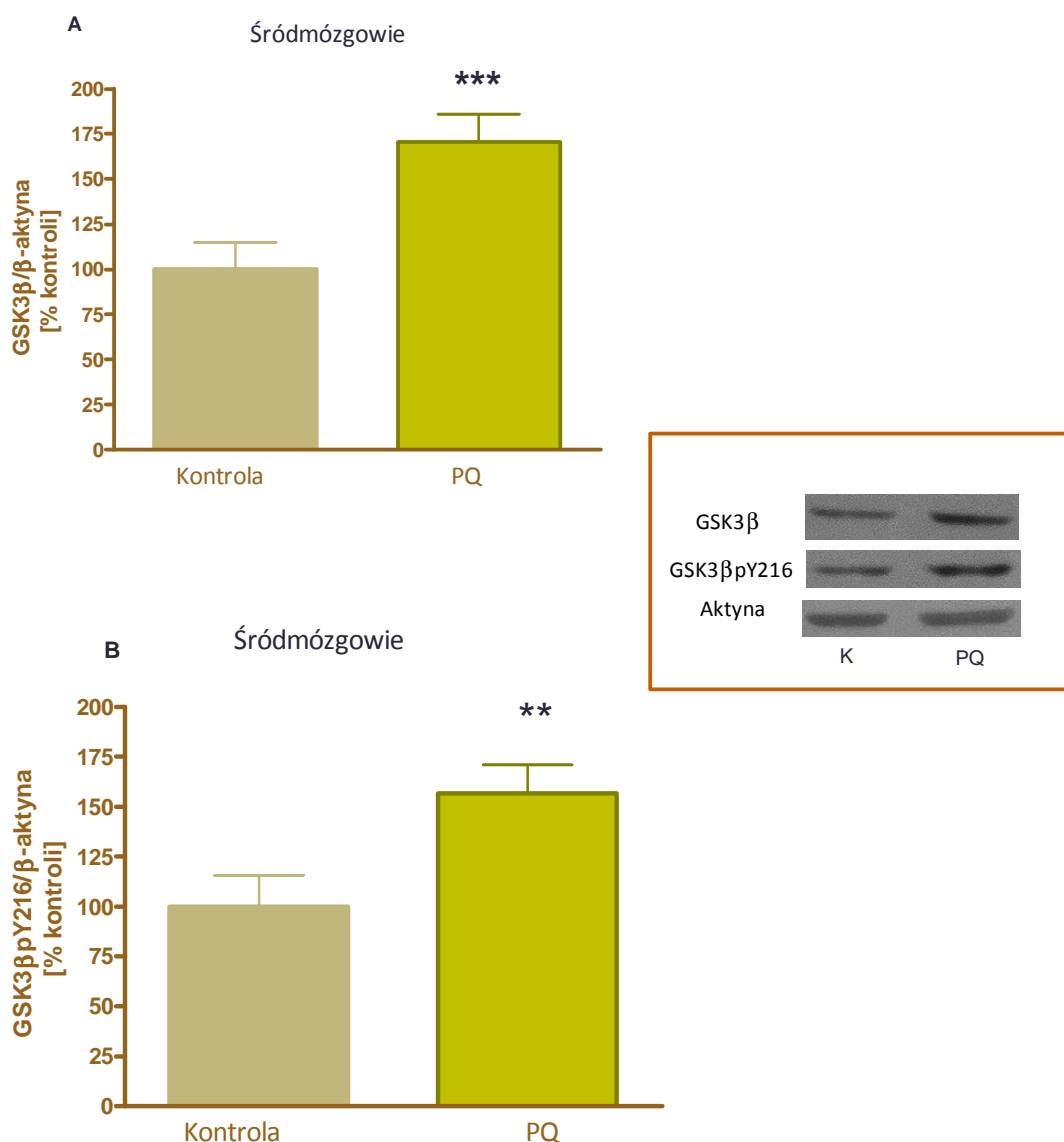 A
Śródmózgowie
***
GSK3β/β-aktyna
[% kontroli]
200
175
150
125
100
75
50
25
0
Kontrola PQ
GSK3β
GSK3βpY216
Aktyna
K PQ
B
Śródmózgowie
**
GSK3βpY216/β-aktyna
[% kontroli]
200
175
150
125
100
75
50
25
0
Kontrola PQ